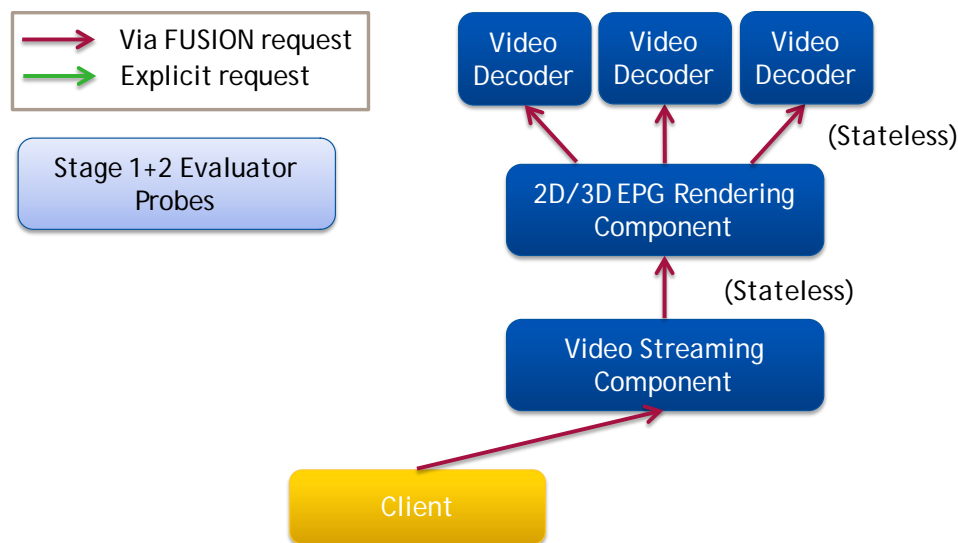 Via FUSION request
Explicit request
Stage 1+2 Evaluator
Probes
Video
Decoder
Video
Decoder
Video
Decoder
(Stateless)
2D/3D EPG Rendering
Component
(Stateless)
Video Streaming
Component
Client